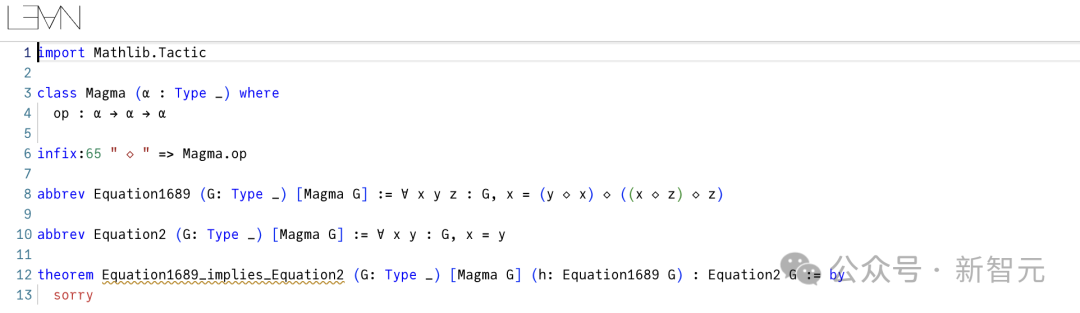 LEAN
1 import Mathlib.Tactic
2
3 class Magma (α : Type _) where
4   op : α → α → α
5
6 infix:65 " ◇ " => Magma.op
7
8 abbrev Equation1689 (G: Type _) [Magma G] := ∀ x y z : G, x = (y ◇ x) ◇ ((x ◇ z) ◇ z)
9
10 abbrev Equation2 (G: Type _) [Magma G] := ∀ x y : G, x = y
11
12 theorem Equation1689_implies_Equation2 (G: Type _) [Magma G] (h: Equation1689 G) : Equation2 G := by
13   sorry
公众号 · 新智元